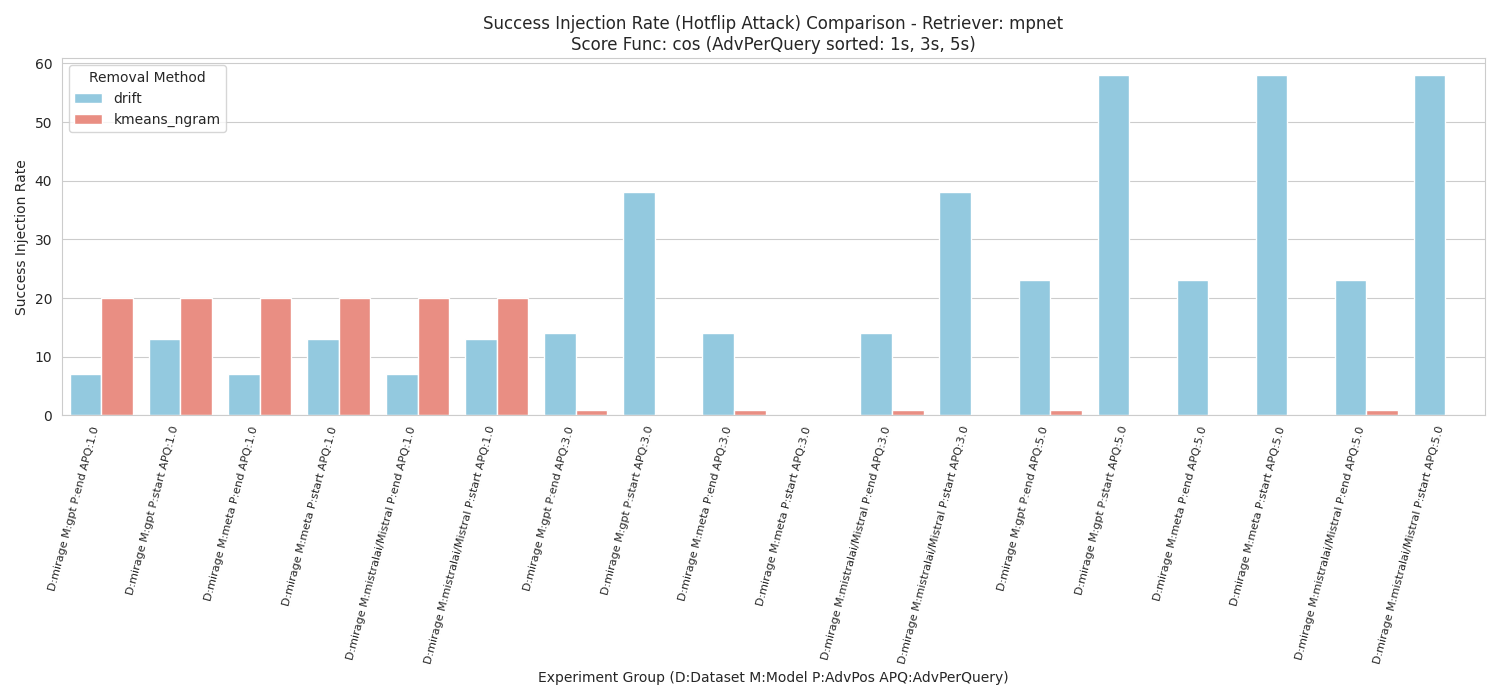 Success Injection Rate (Hotflip Attack) Comparison - Retriever: mpnet
Score Func: cos (AdvPerQuery sorted: 1s, 3s, 5s)
Removal Method
drift
kmeans_ngram
Success Injection Rate
60
50
40
30
20
10
0
D:mirage M:gpt P:end APQ:1.0
D:mirage M:gpt P:start APQ:1.0
D:mirage M:meta P:end APQ:1.0
D:mirage M:meta P:start APQ:1.0
D:mirage M:mistralai/Mistral P:end APQ:1.0
D:mirage M:mistralai/Mistral P:start APQ:1.0
D:mirage M:gpt P:end APQ:3.0
D:mirage M:gpt P:start APQ:3.0
D:mirage M:meta P:end APQ:3.0
D:mirage M:meta P:start APQ:3.0
D:mirage M:mistralai/Mistral P:end APQ:3.0
D:mirage M:mistralai/Mistral P:start APQ:3.0
D:mirage M:gpt P:end APQ:5.0
D:mirage M:gpt P:start APQ:5.0
D:mirage M:meta P:end APQ:5.0
D:mirage M:meta P:start APQ:5.0
D:mirage M:mistralai/Mistral P:end APQ:5.0
D:mirage M:mistralai/Mistral P:start APQ:5.0
Experiment Group (D:Dataset M:Model P:AdvPos APQ:AdvPerQuery)